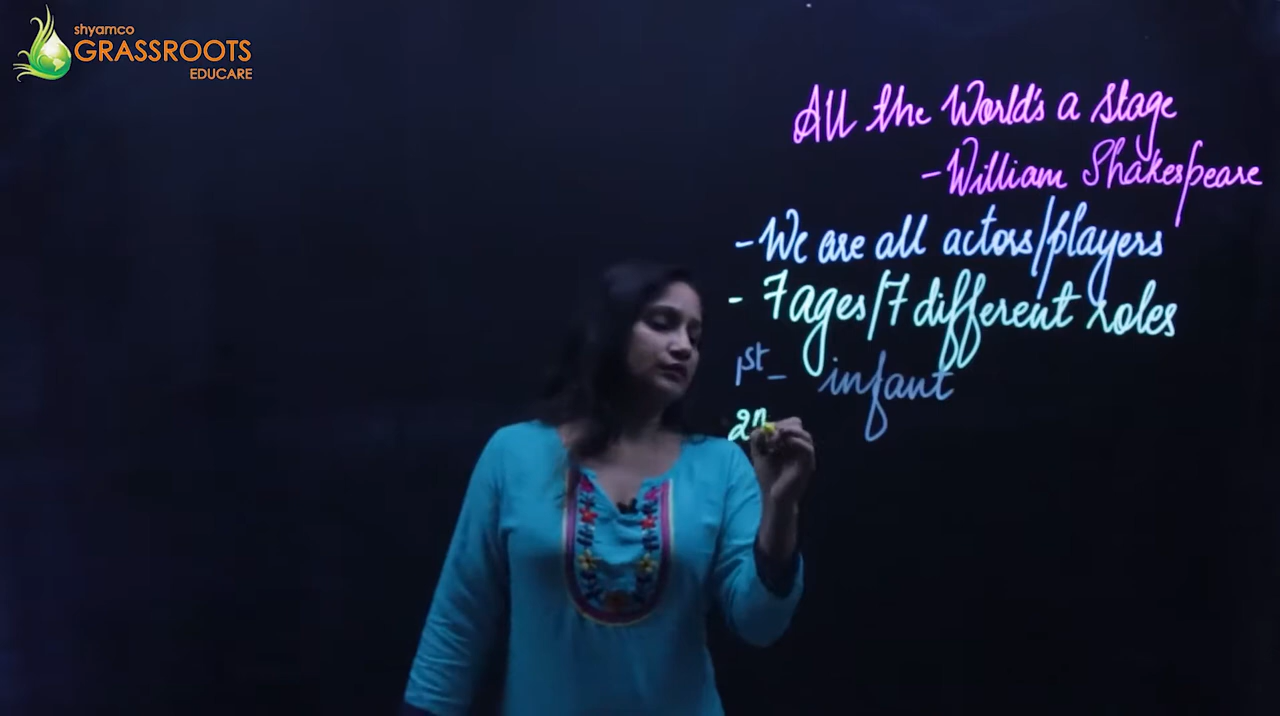 shyamco
GRASSROOTS
EDUCARE
All the World's a stage
- William Shakespeare
- We are all actors/players
- 7 ages/7 different roles
1st - infant
2n